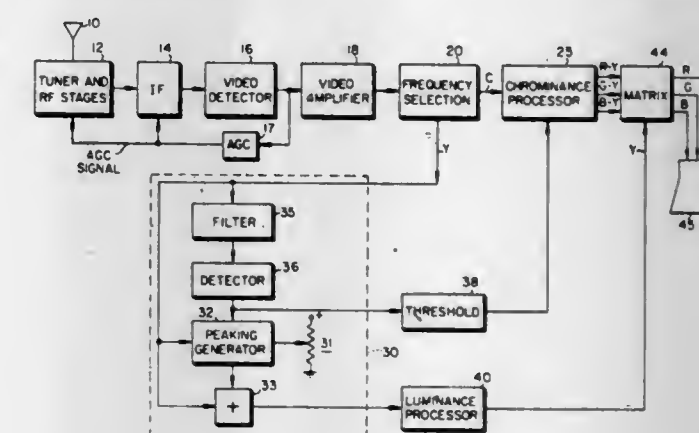 10
12 14 16 18 20 25 44
TUNER AND
RF STAGES
IF
VIDEO
DETECTOR
VIDEO
AMPLIFIER
FREQUENCY
SELECTION
C
CHROMINANCE
PROCESSOR
R-Y
G-Y
B-Y
MATRIX
R
G
B
AGC
17
AGC
SIGNAL
Y
Y
45
FILTER
35
DETECTOR
36
32
PEAKING
GENERATOR
+
31
30
38
THRESHOLD
33
+
40
LUMINANCE
PROCESSOR